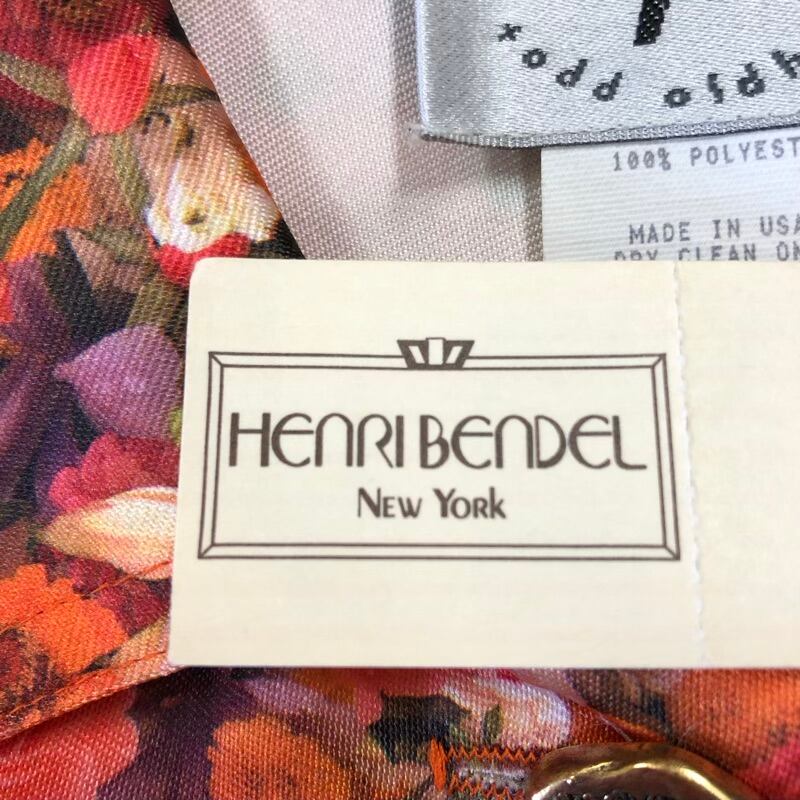 100% POLYEST
MADE IN USA
DRY CLEAN ON
HENRI BENDEL
NEW YORK